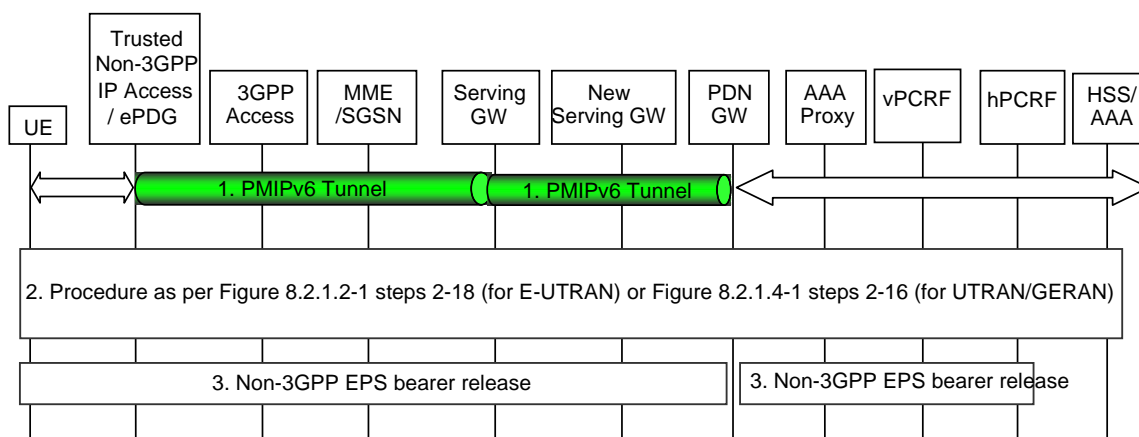 UE
Trusted
Non-3GPP
IP Access
/ ePDG
3GPP
Access
MME
/SGSN
Serving
GW
New
Serving GW
PDN
GW
AAA
Proxy
vPCRF
hPCRF
HSS/
AAA
1. PMIPv6 Tunnel
1. PMIPv6 Tunnel
2. Procedure as per Figure 8.2.1.2-1 steps 2-18 (for E-UTRAN) or Figure 8.2.1.4-1 steps 2-16 (for UTRAN/GERAN)
3. Non-3GPP EPS bearer release
3. Non-3GPP EPS bearer release